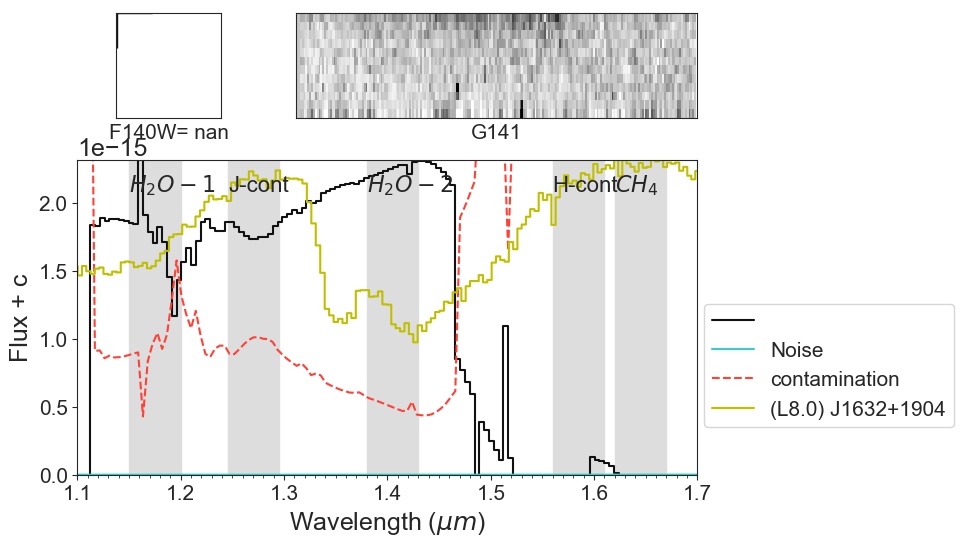 F140W= nan
G141
1e−15
H₂O − 1 J-cont H₂O − 2 H-cont CH₄
2.0
1.5
1.0
0.5
0.0
Flux + c
1.1 1.2 1.3 1.4 1.5 1.6 1.7
Wavelength (μm)
Noise
contamination
(L8.0) J1632+1904